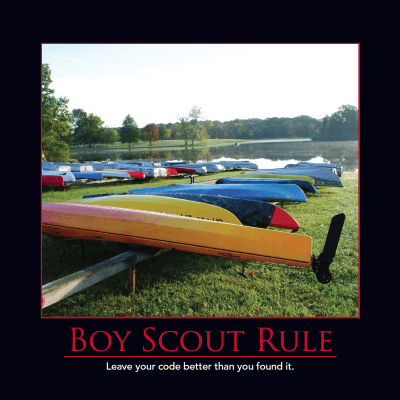 BOY SCOUT RULE
Leave your code better than you found it.